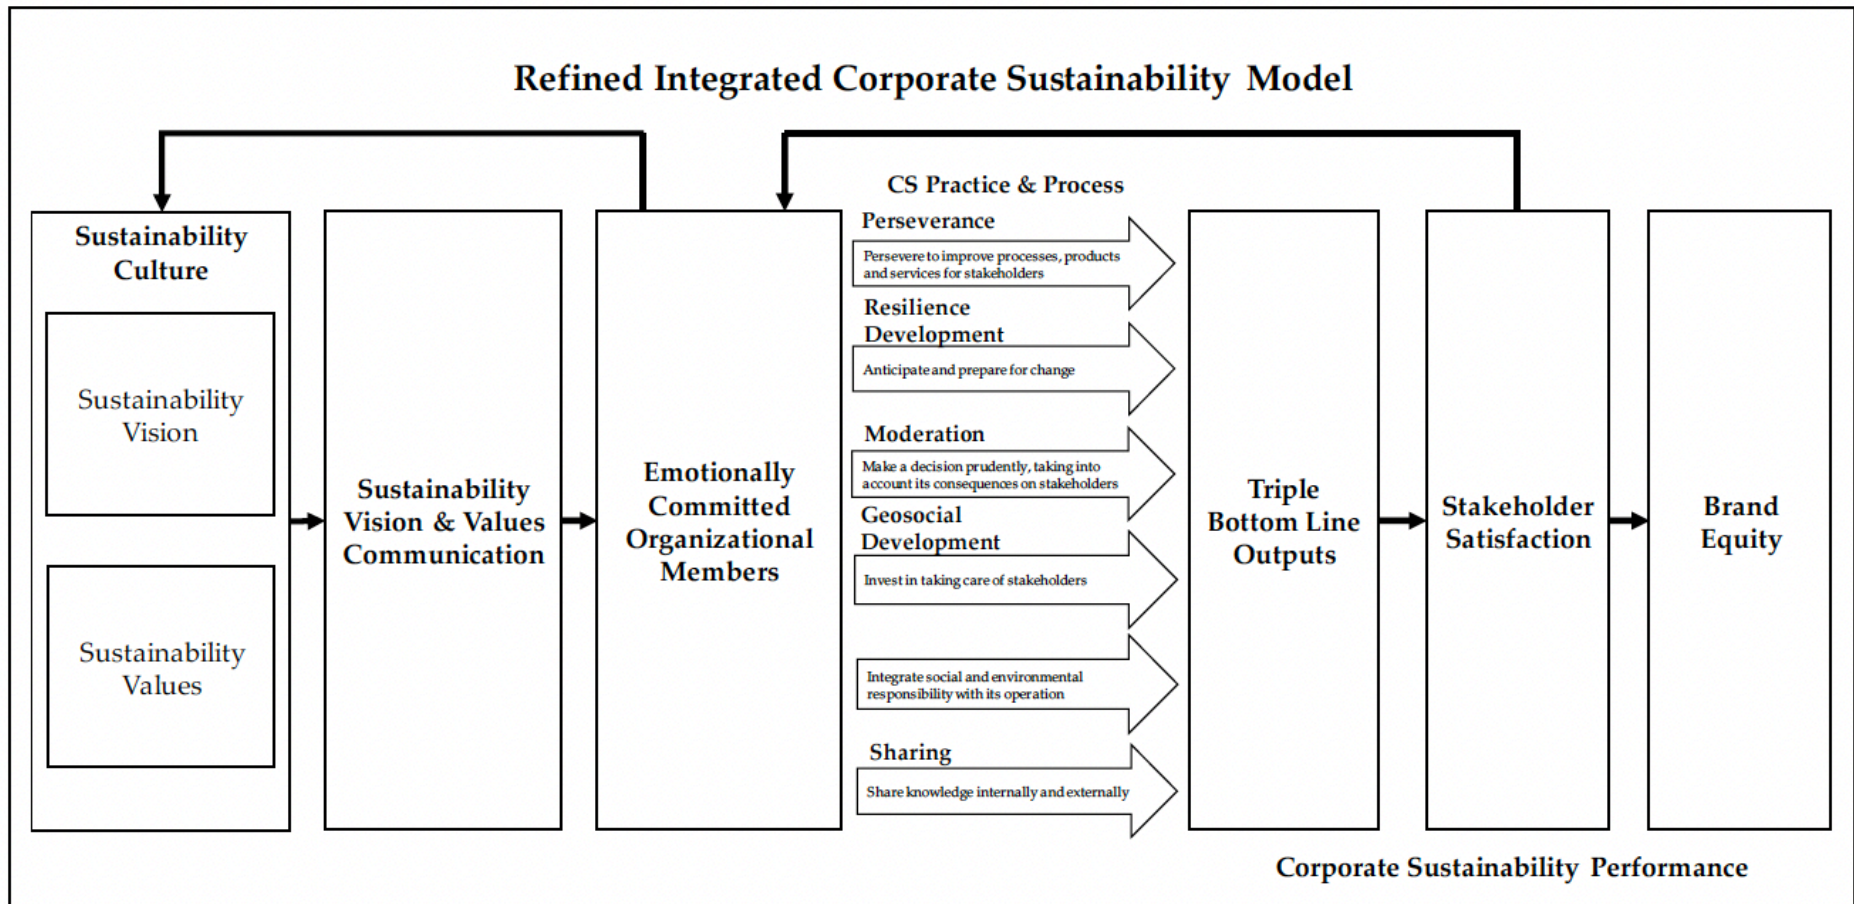 Refined Integrated Corporate Sustainability Model
Sustainability
Culture
Sustainability
Vision
Sustainability
Values
Sustainability
Vision & Values
Communication
Emotionally
Committed
Organizational
Members
CS Practice & Process
Perseverance
Persevere to improve processes, products
and services for stakeholders
Resilience
Development
Anticipate and prepare for change
Moderation
Make a decision prudently, taking into
account its consequences on stakeholders
Geosocial
Development
Invest in taking care of stakeholders
Integrate social and environmental
responsibility with its operation
Sharing
Share knowledge internally and externally
Triple
Bottom Line
Outputs
Stakeholder
Satisfaction
Brand
Equity
Corporate Sustainability Performance